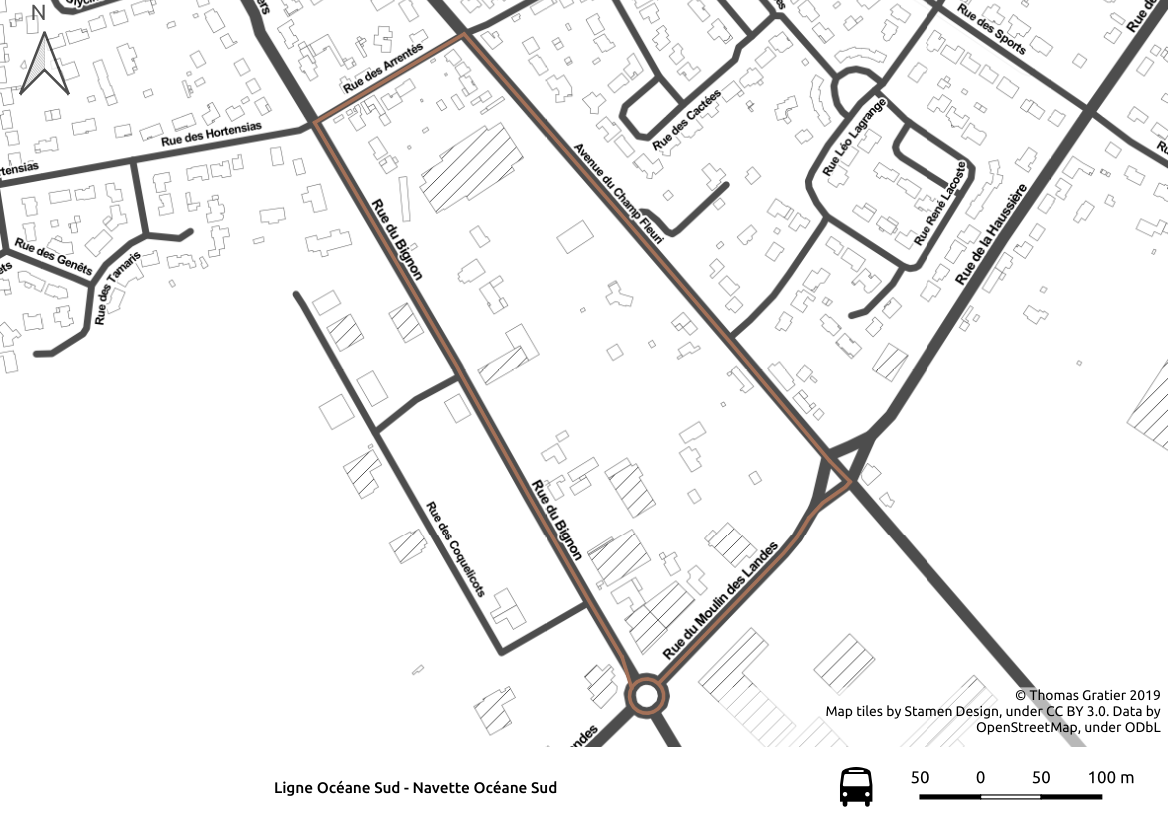 N
Rue des Arrentés
Rue des Sports
Rue des Cactées
Rue des Hortensias
Rue Léo Lagrange
Avenue du Champ Fleuri
Rue René Lacoste
Rue de la Haussière
Rue du Bignon
Rue des Genêts
Rue des Tamaris
Rue du Bignon
Rue des Coquelicots
Rue du Moulin des Landes
© Thomas Gratier 2019
Map tiles by Stamen Design, under CC BY 3.0. Data by
OpenStreetMap, under ODbL
Ligne Océane Sud - Navette Océane Sud
50 0 50 100 m